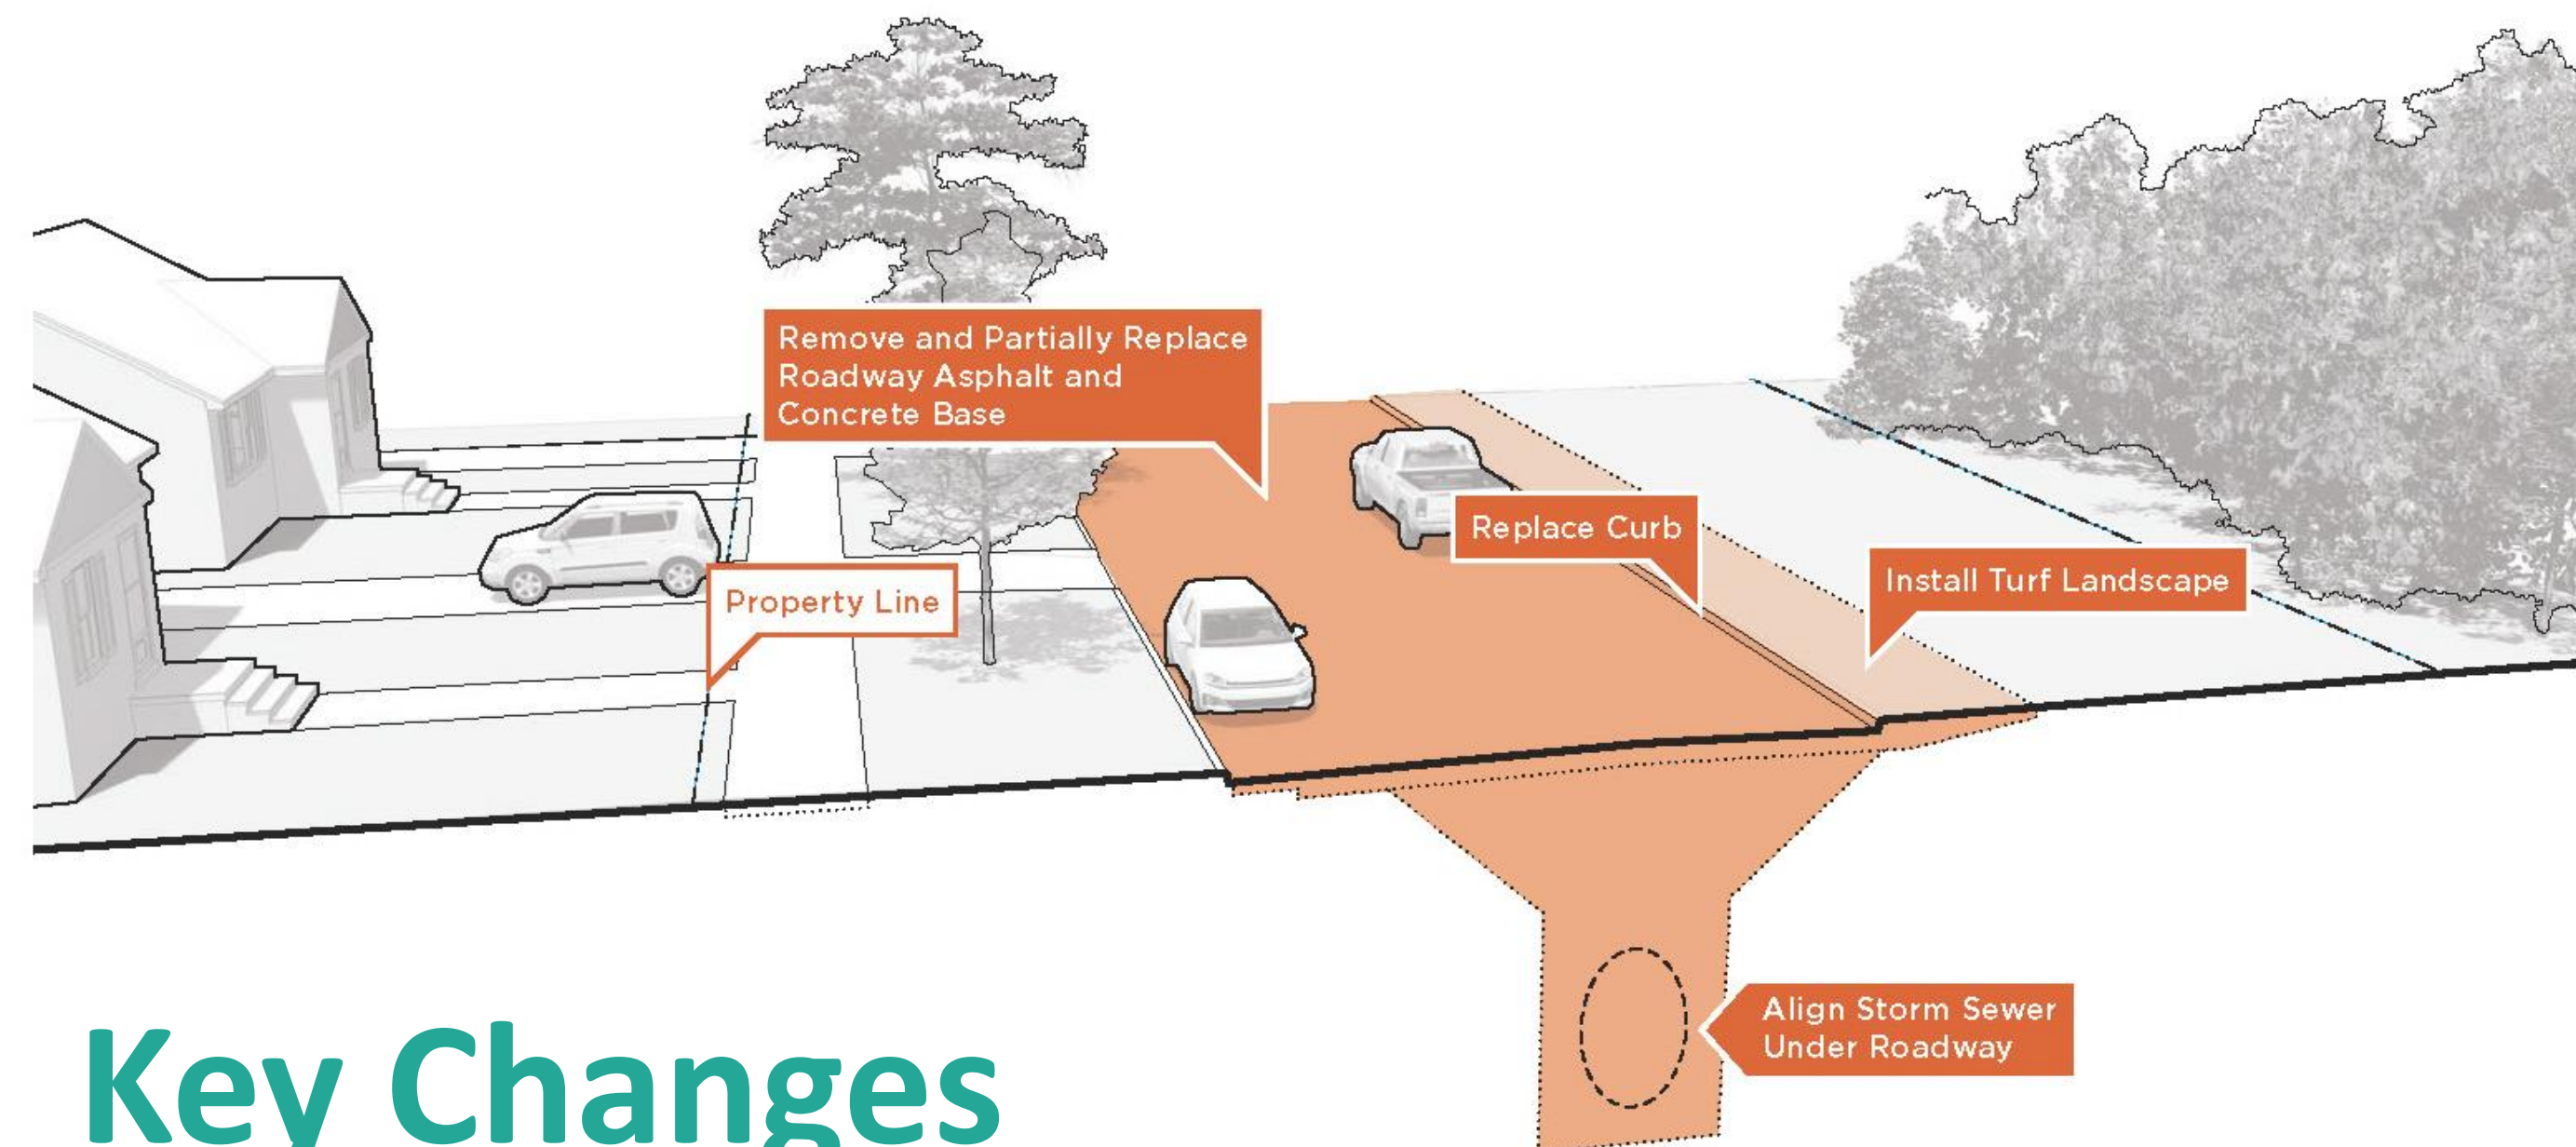 Remove and Partially Replace
Roadway Asphalt and
Concrete Base
Replace Curb
Install Turf Landscape
Property Line
Align Storm Sewer
Under Roadway
Key Changes